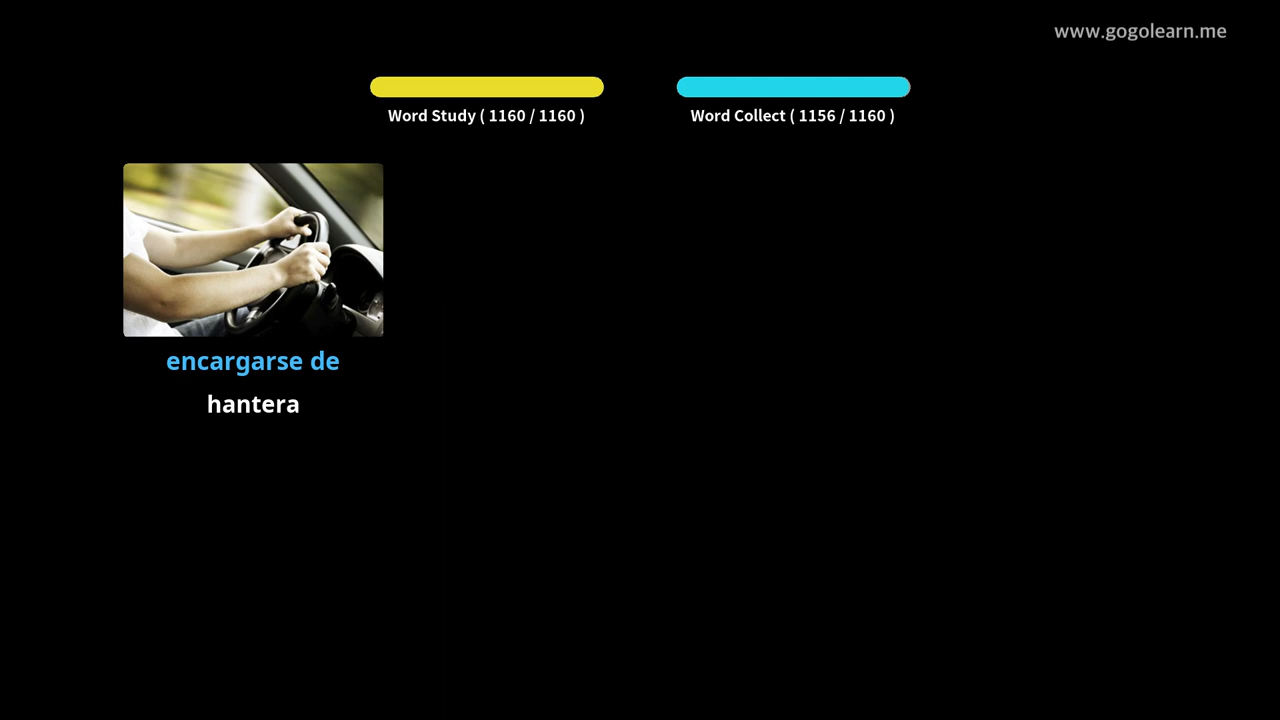 www.gogolearn.me
Word Study ( 1160 / 1160 )
Word Collect ( 1156 / 1160 )
encargarse de
hantera